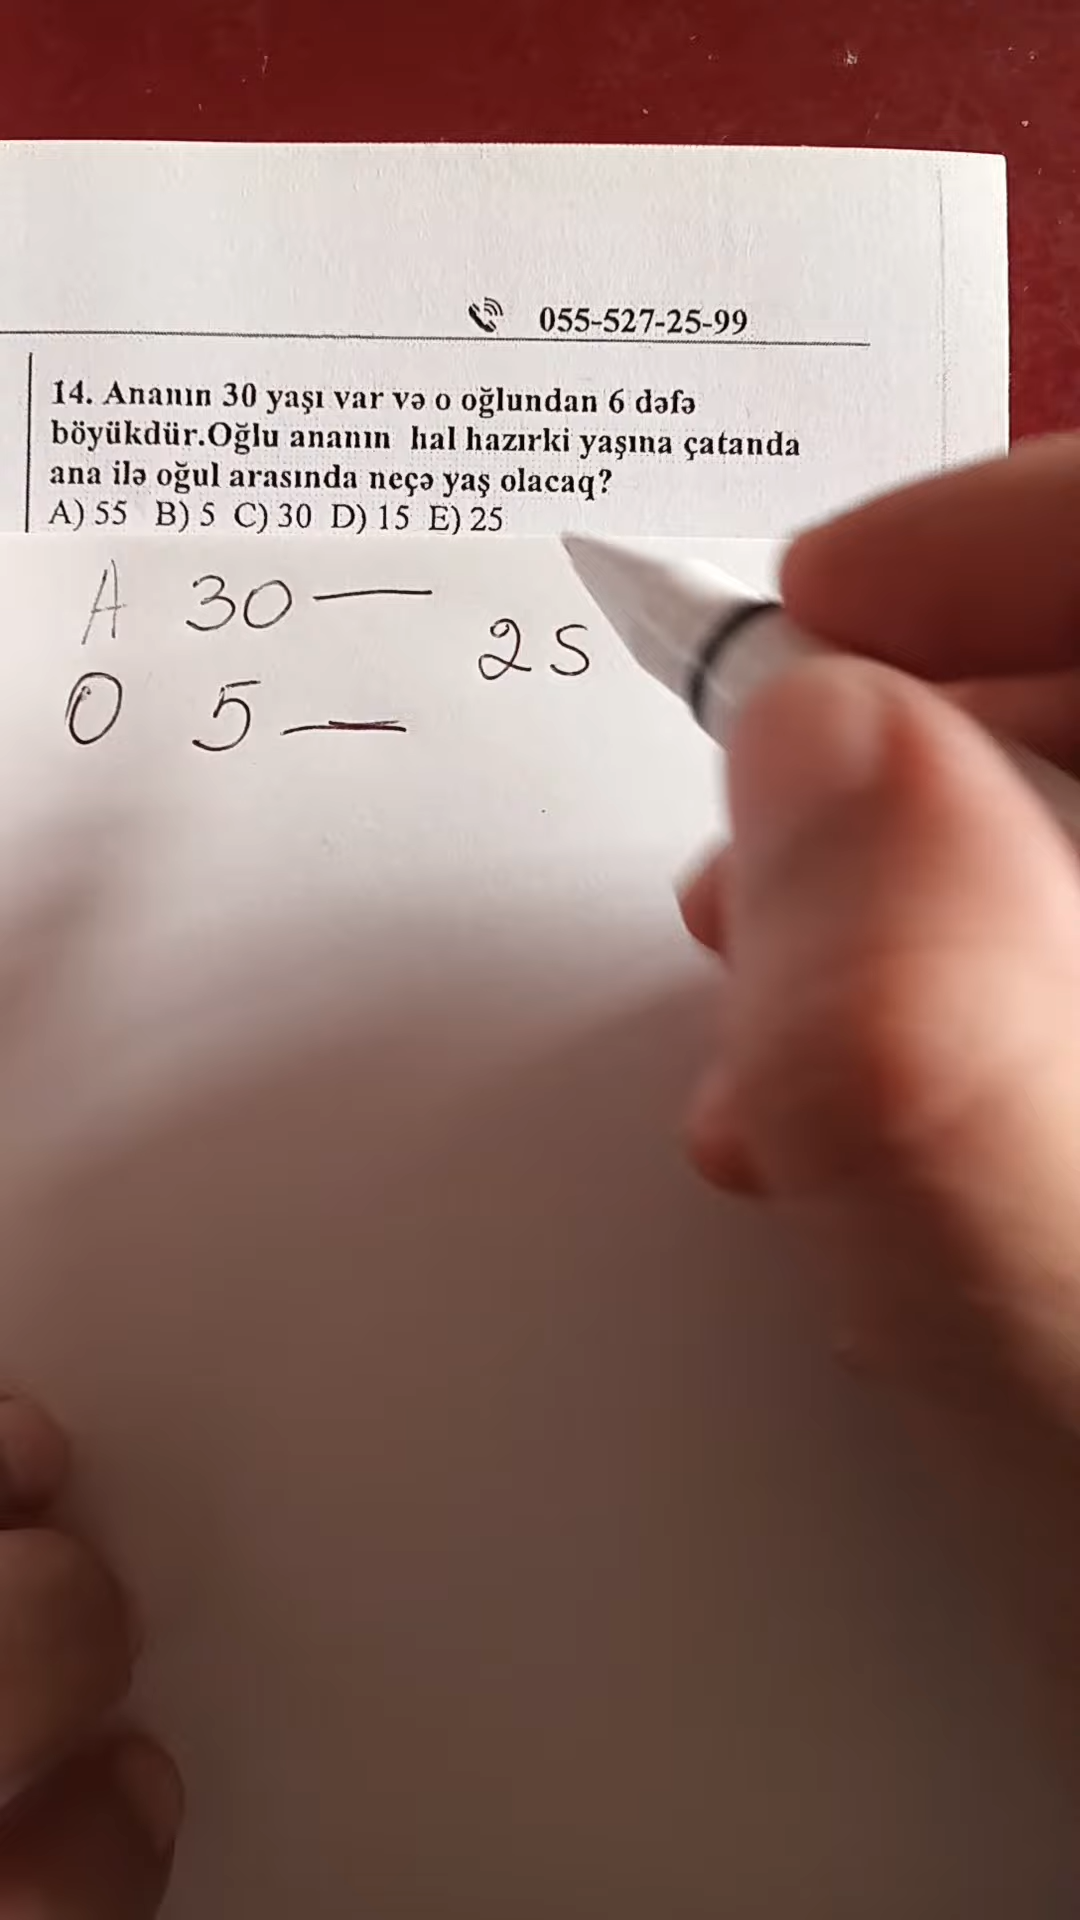 055-527-25-99
14. Ananın 30 yaşı var və o oğlundan 6 dəfə
böyükdür.Oğlu ananın hal hazırki yaşına çatanda
ana ilə oğul arasında neçə yaş olacaq?
A) 55 B) 5 C) 30 D) 15 E) 25
A 30 —
25
O 5 —